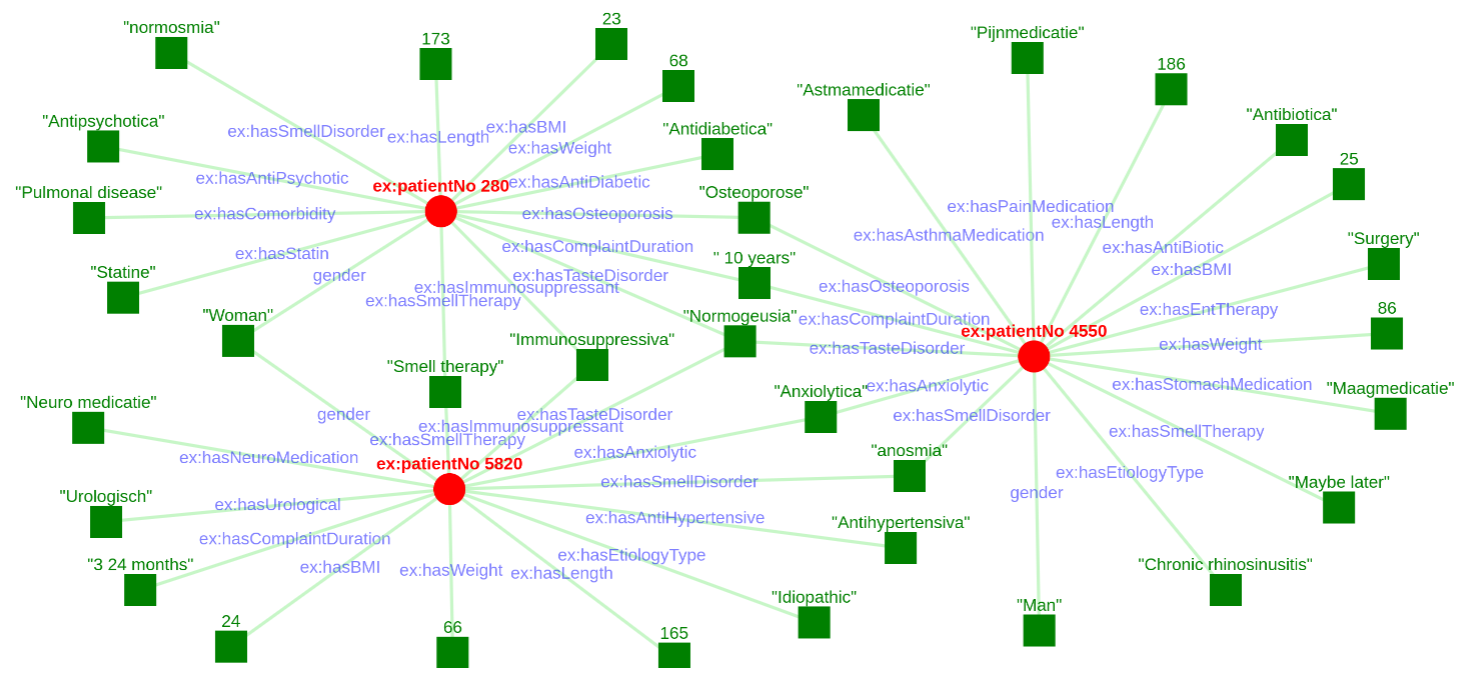 "normosmia"
173
23
68
"Pijnmedicatie"
186
"Astmamedicatie"
"Antibiotica"
"Antipsychotica"
ex:hasSmellDisorder
ex:hasLength
ex:hasBMI
ex:hasWeight
"Antidiabetica"
25
ex:hasAntiPsychotic
ex:patientNo 280
ex:hasAntiDiabetic
"Pulmonal disease"
"Osteoporose"
ex:hasComorbidity
ex:hasOsteoporosis
ex:hasPainMedication
ex:hasLength
ex:hasAsthmaMedication
"Surgery"
ex:hasStatin
ex:hasComplaintDuration
ex:hasAntiBiotic
" 10 years"
ex:hasBMI
"Statine"
gender
ex:hasTasteDisorder
ex:hasImmunosuppressant
ex:hasSmellTherapy
ex:hasOsteoporosis
ex:hasEntTherapy
86
"Woman"
"Normogeusia"
ex:hasComplaintDuration
ex:patientNo 4550
"Immunosuppressiva"
ex:hasTasteDisorder
ex:hasWeight
"Smell therapy"
"Anxiolytica"
ex:hasAnxiolytic
ex:hasStomachMedication
"Maagmedicatie"
"Neuro medicatie"
gender
ex:hasTasteDisorder
ex:hasSmellDisorder
ex:hasImmunosuppressant
ex:hasSmellTherapy
ex:hasSmellTherapy
ex:hasNeuroMedication
ex:patientNo 5820
ex:hasAnxiolytic
"anosmia"
ex:hasEtiologyType
ex:hasSmellDisorder
"Maybe later"
"Urologisch"
ex:hasUrological
gender
ex:hasAntiHypertensive
"Antihypertensiva"
ex:hasComplaintDuration
"3 24 months"
ex:hasBMI
ex:hasWeight
ex:hasLength
ex:hasEtiologyType
"Chronic rhinosinusitis"
"Idiopathic"
"Man"
24
66
165